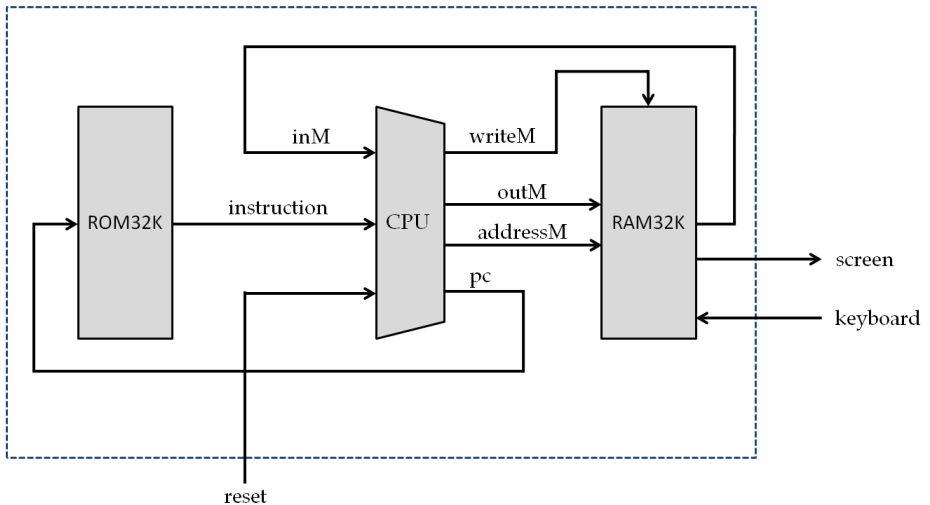 inM
writeM
instruction
outM
ROM32K
CPU
RAM32K
addressM
screen
pc
keyboard
reset